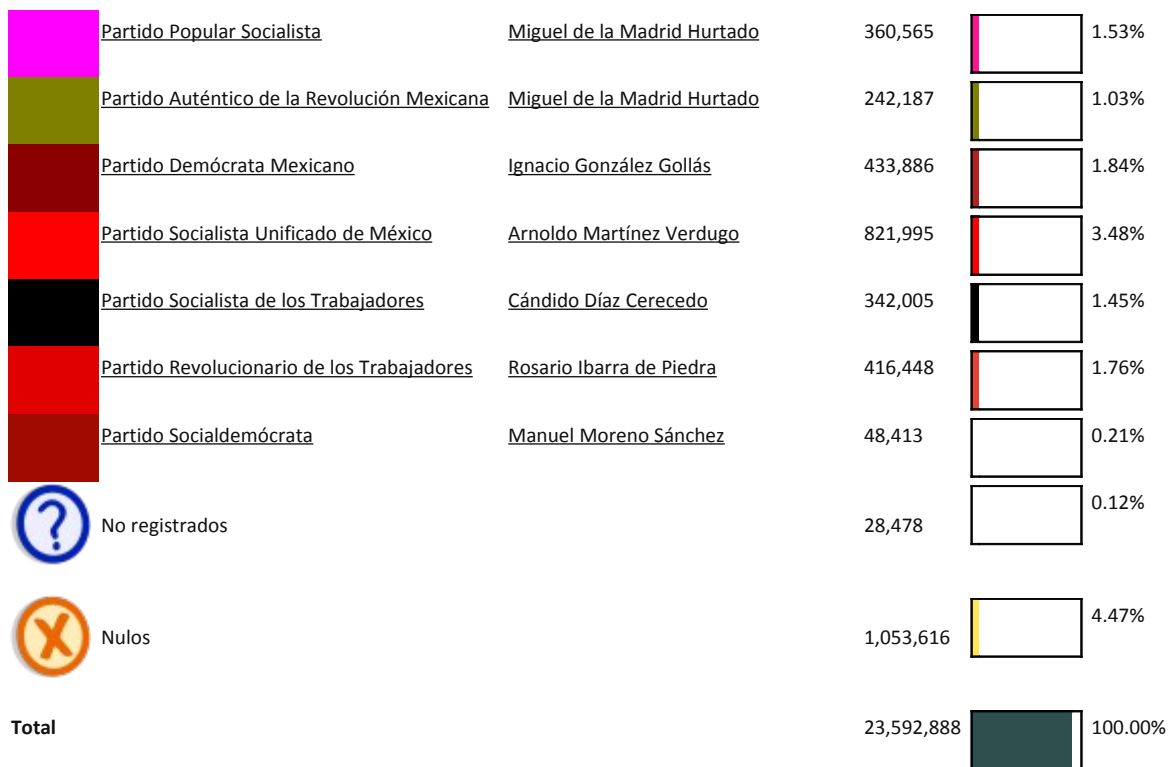 Partido Popular Socialista Miguel de la Madrid Hurtado 360,565 1.53%
Partido Auténtico de la Revolución Mexicana Miguel de la Madrid Hurtado 242,187 1.03%
Partido Demócrata Mexicano Ignacio González Gollás 433,886 1.84%
Partido Socialista Unificado de México Arnoldo Martínez Verdugo 821,995 3.48%
Partido Socialista de los Trabajadores Cándido Díaz Cerecedo 342,005 1.45%
Partido Revolucionario de los Trabajadores Rosario Ibarra de Piedra 416,448 1.76%
Partido Socialdemócrata Manuel Moreno Sánchez 48,413 0.21%
? No registrados 28,478 0.12%
X Nulos 1,053,616 4.47%
Total 23,592,888 100.00%